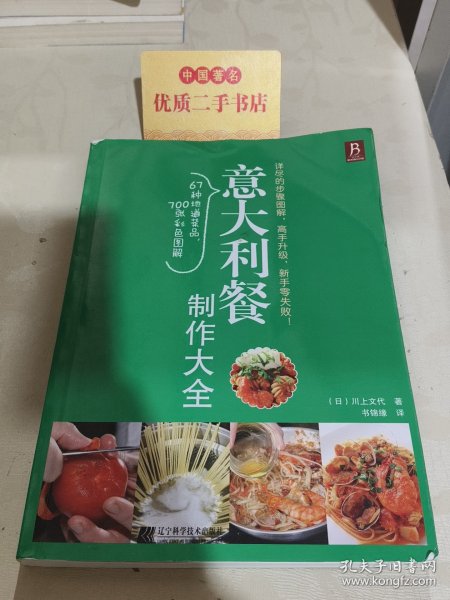 中国著名
优质二手书店
B
详尽的步骤图解，高手升级、新手零失败！
意大利餐
制作大全
67种地道菜品，
700幅彩色图解
（日）川上文代 著
书锦缘 译
辽宁科学技术出版社
孔夫子旧书网
www.kongfz.com